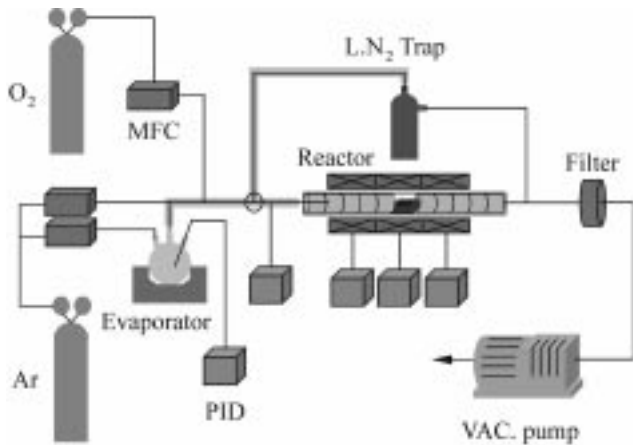 L.N₂ Trap
O₂
MFC
Reactor
Filter
Evaporator
Ar
PID
VAC. pump